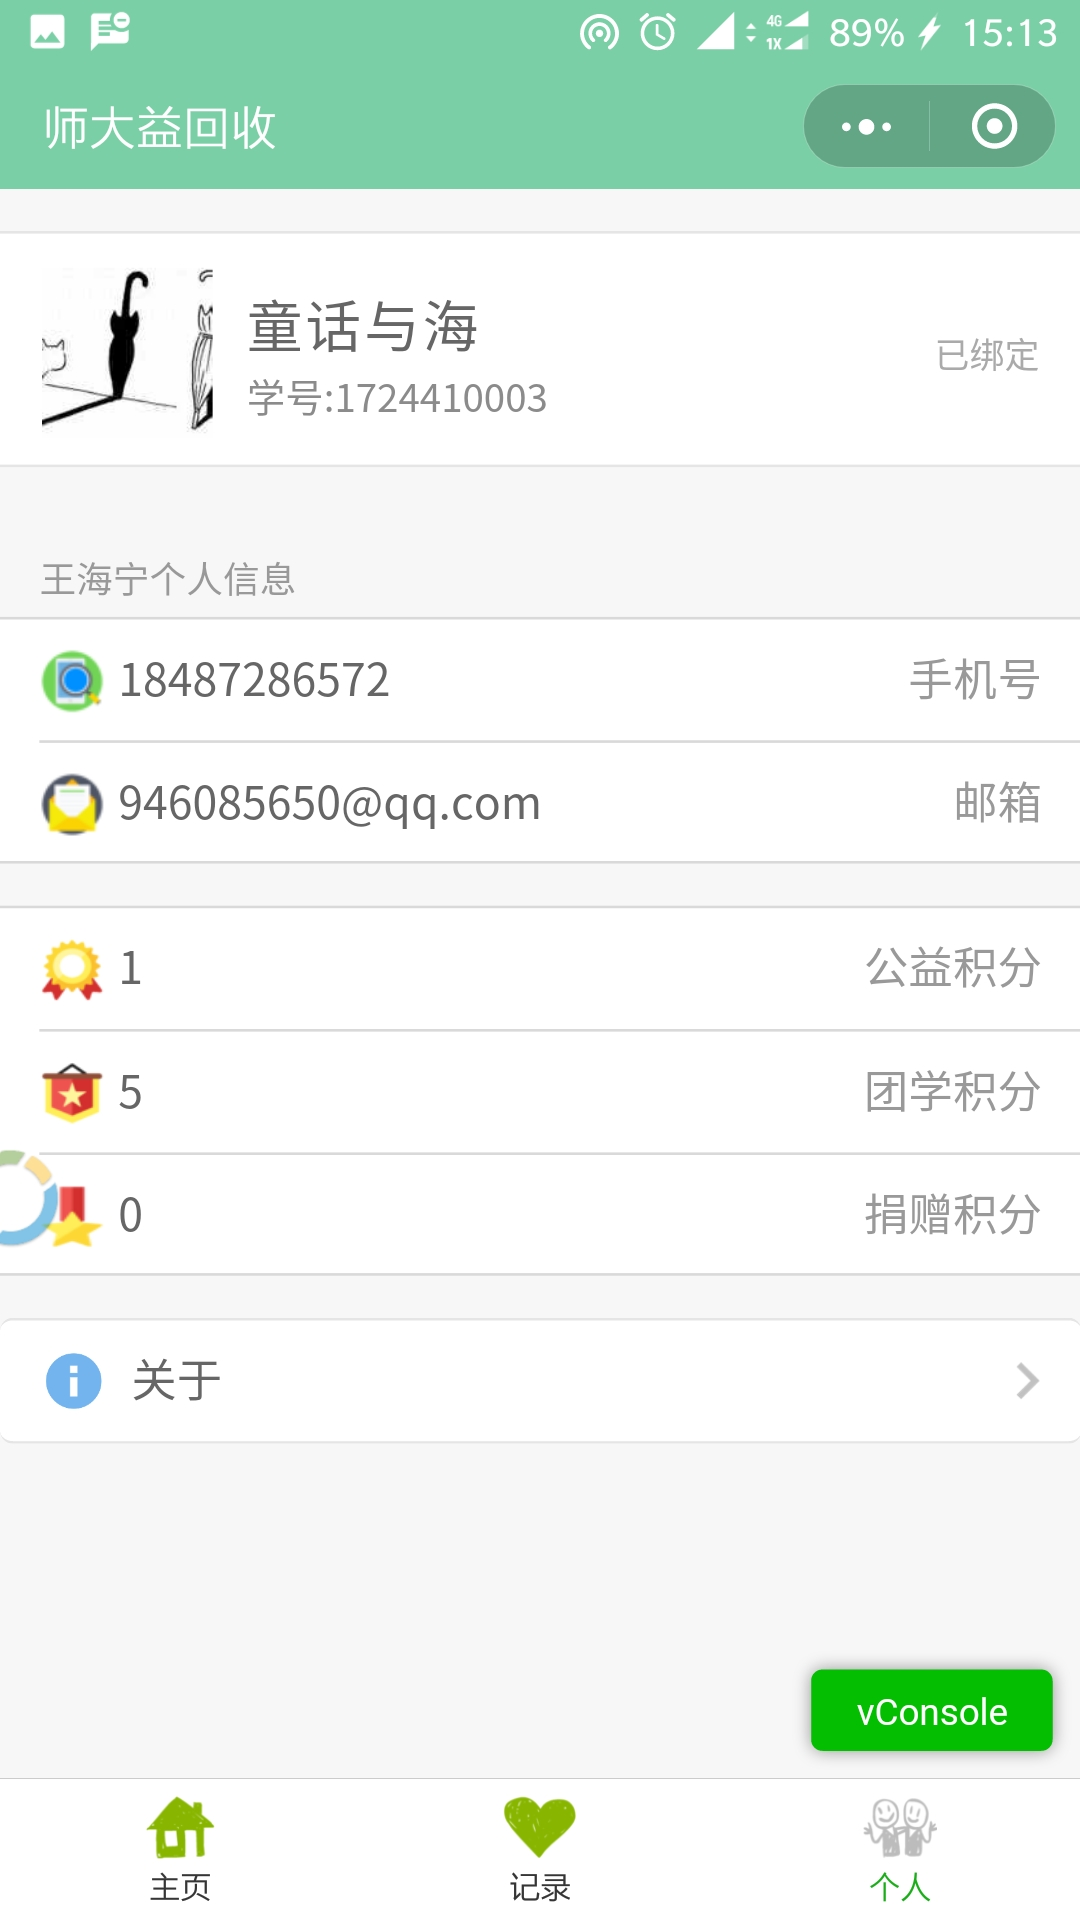 4G 1X 89% 15:13
师大益回收
童话与海
学号:1724410003
已绑定
王海宁个人信息
18487286572 手机号
946085650@qq.com 邮箱
1 公益积分
5 团学积分
0 捐赠积分
关于
vConsole
主页 记录 个人